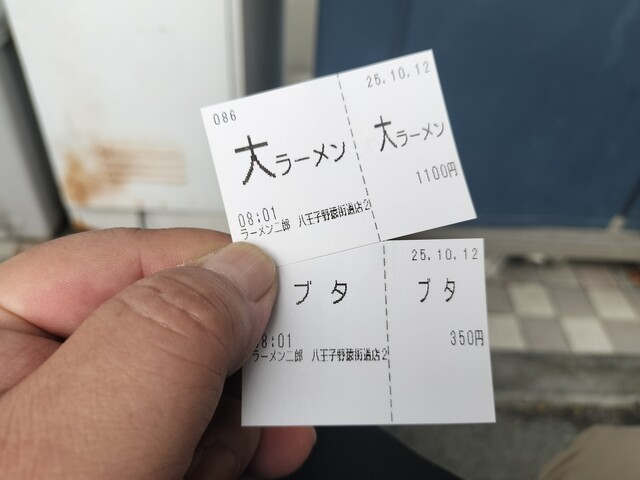 086
大ラーメン
08:01
ラーメン二郎 八王子野猿街道店2
25.10.12
大ラーメン
1100円
ブタ
08:01
ラーメン二郎 八王子野猿街道店2
25.10.12
ブタ
350円